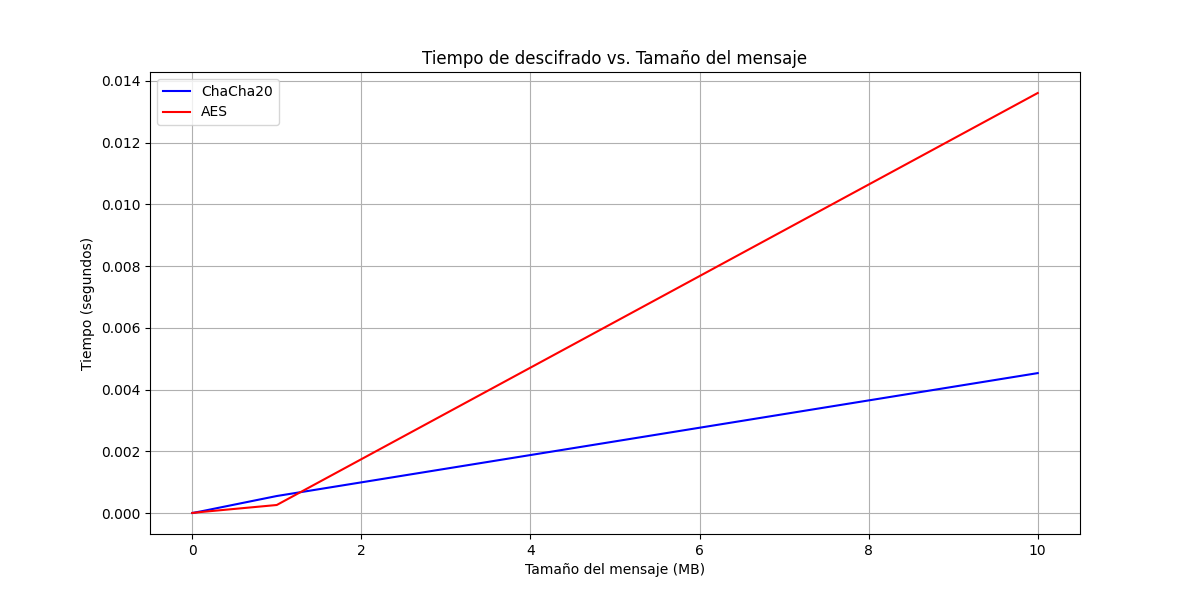 Tiempo de descifrado vs. Tamaño del mensaje
ChaCha20
AES
Tiempo (segundos)
0.014
0.012
0.010
0.008
0.006
0.004
0.002
0.000
0 2 4 6 8 10
Tamaño del mensaje (MB)